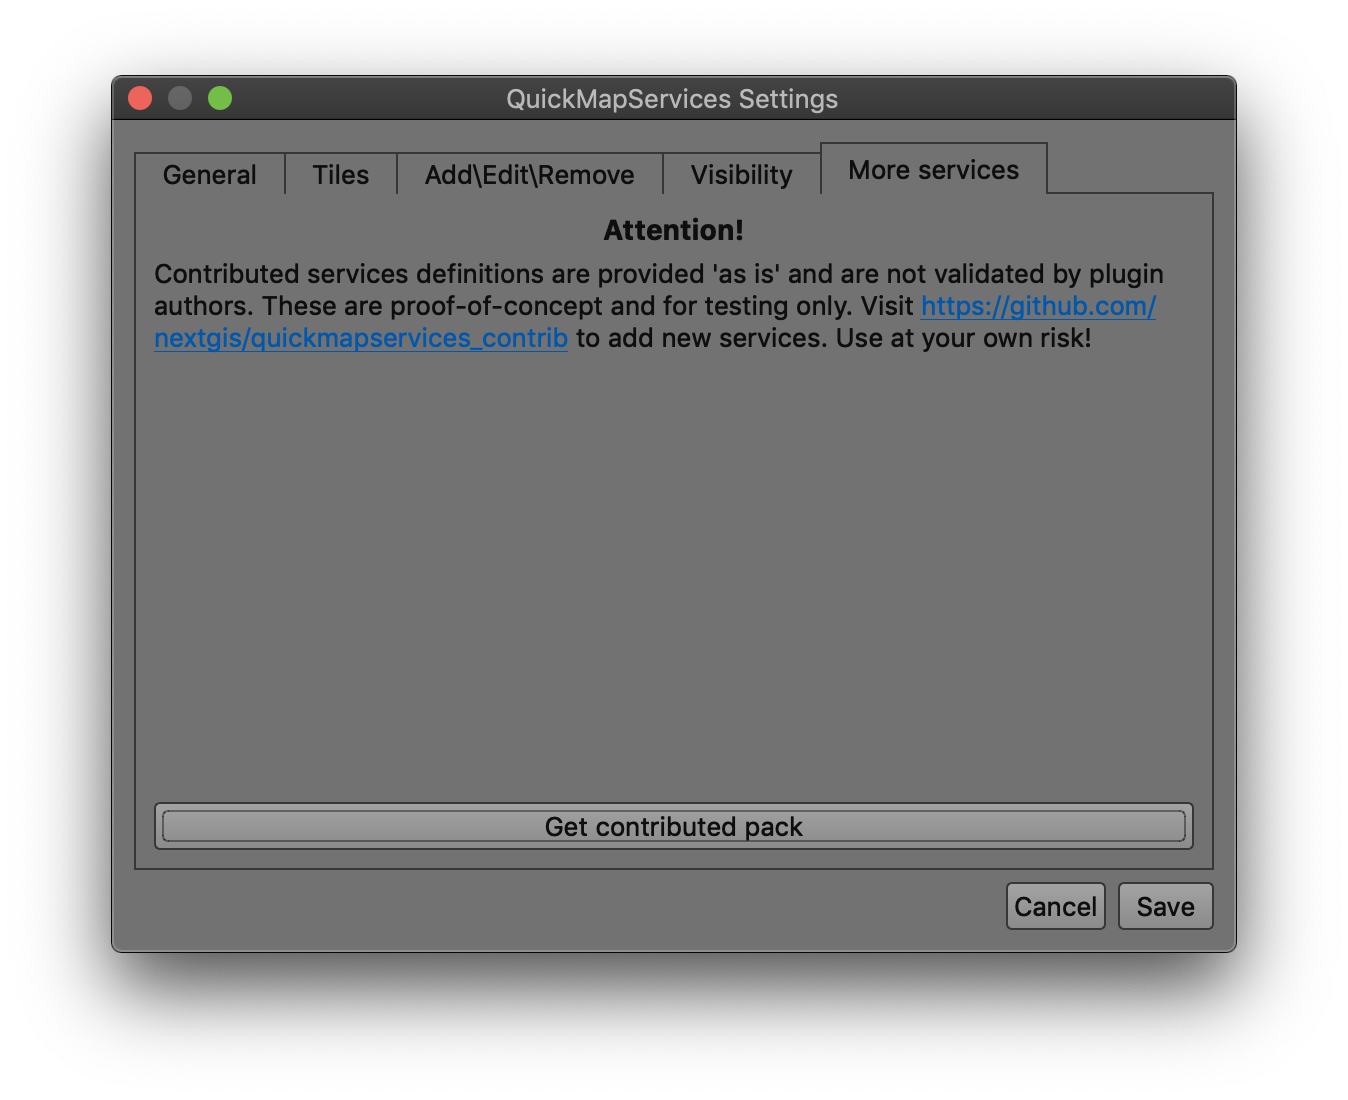 QuickMapServices Settings
General
Tiles
Add\Edit\Remove
Visibility
More services
Attention!
Contributed services definitions are provided 'as is' and are not validated by plugin
authors. These are proof-of-concept and for testing only. Visit https://github.com/
nextgis/quickmapservices_contrib to add new services. Use at your own risk!
Get contributed pack
Cancel
Save